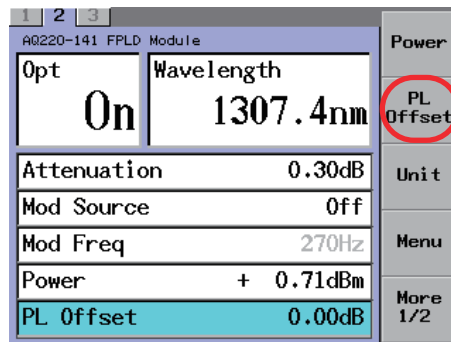 1 2 3
AQ220-141 FPLD Module
Opt
On
Wavelength
1307.4nm
Attenuation 0.30dB
Mod Source Off
Mod Freq 270Hz
Power + 0.71dBm
PL Offset 0.00dB
Power
PL
Offset
Unit
Menu
More
1/2